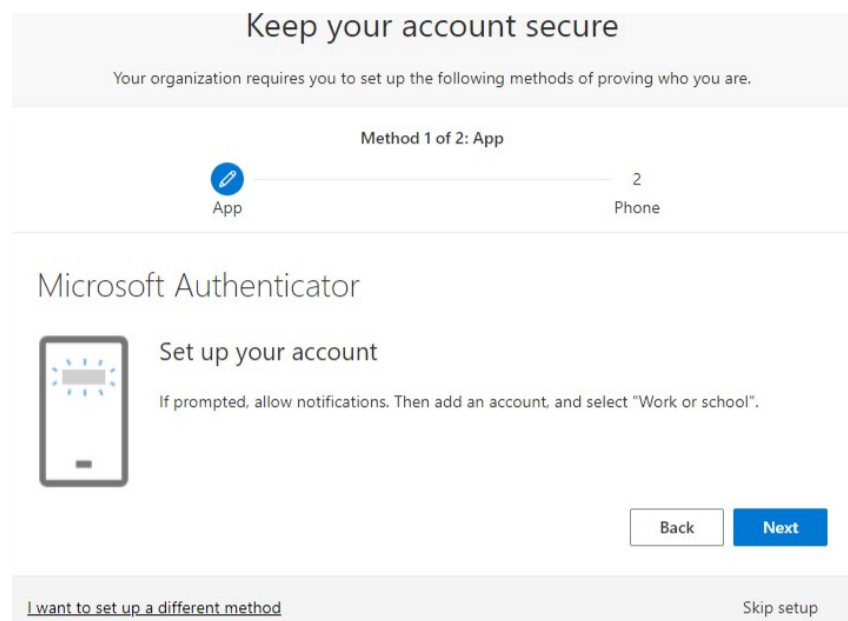 Keep your account secure
Your organization requires you to set up the following methods of proving who you are.
Method 1 of 2: App
2
App
Phone
Microsoft Authenticator
Set up your account
If prompted, allow notifications. Then add an account, and select "Work or school".
Back
Next
I want to set up a different method
Skip setup